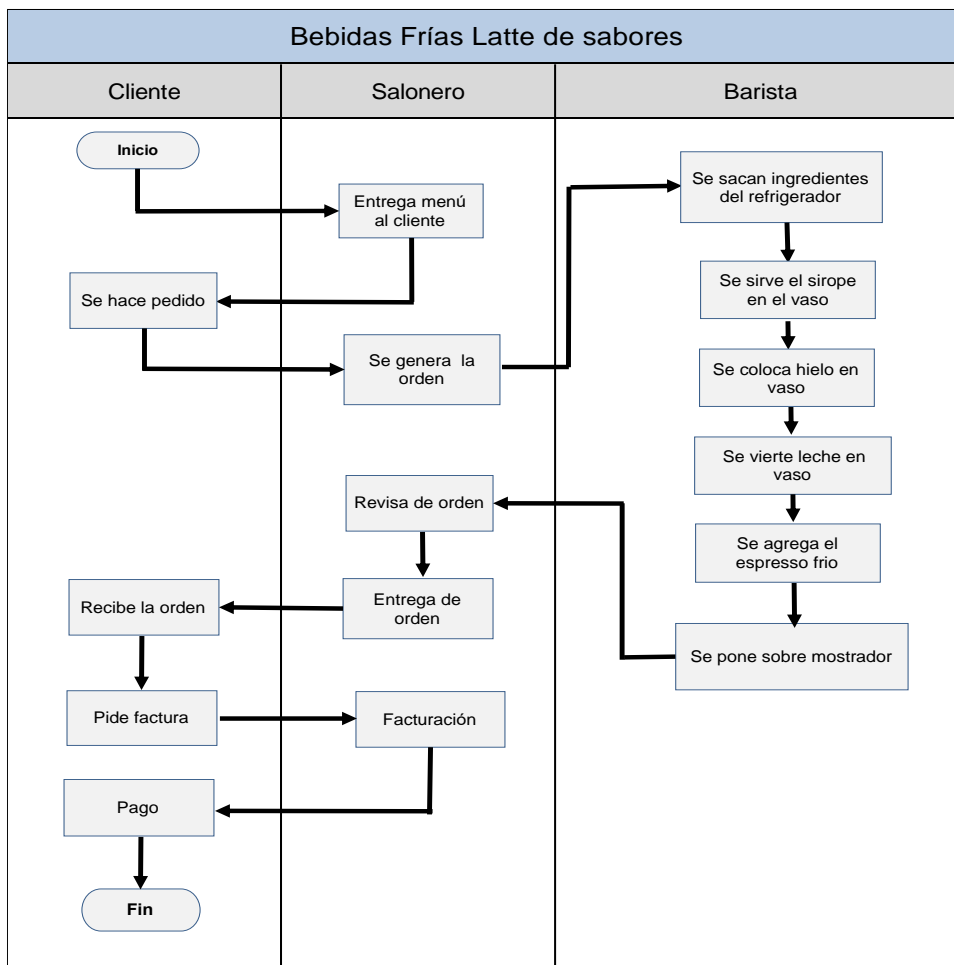 Bebidas Frías Latte de sabores
Cliente
Salonero
Barista
Inicio
Entrega menú
al cliente
Se hace pedido
Se genera la
orden
Se sacan ingredientes
del refrigerador
Se sirve el sirope
en el vaso
Se coloca hielo en
vaso
Se vierte leche en
vaso
Se agrega el
espresso frio
Se pone sobre mostrador
Revisa de orden
Entrega de
orden
Recibe la orden
Pide factura
Facturación
Pago
Fin